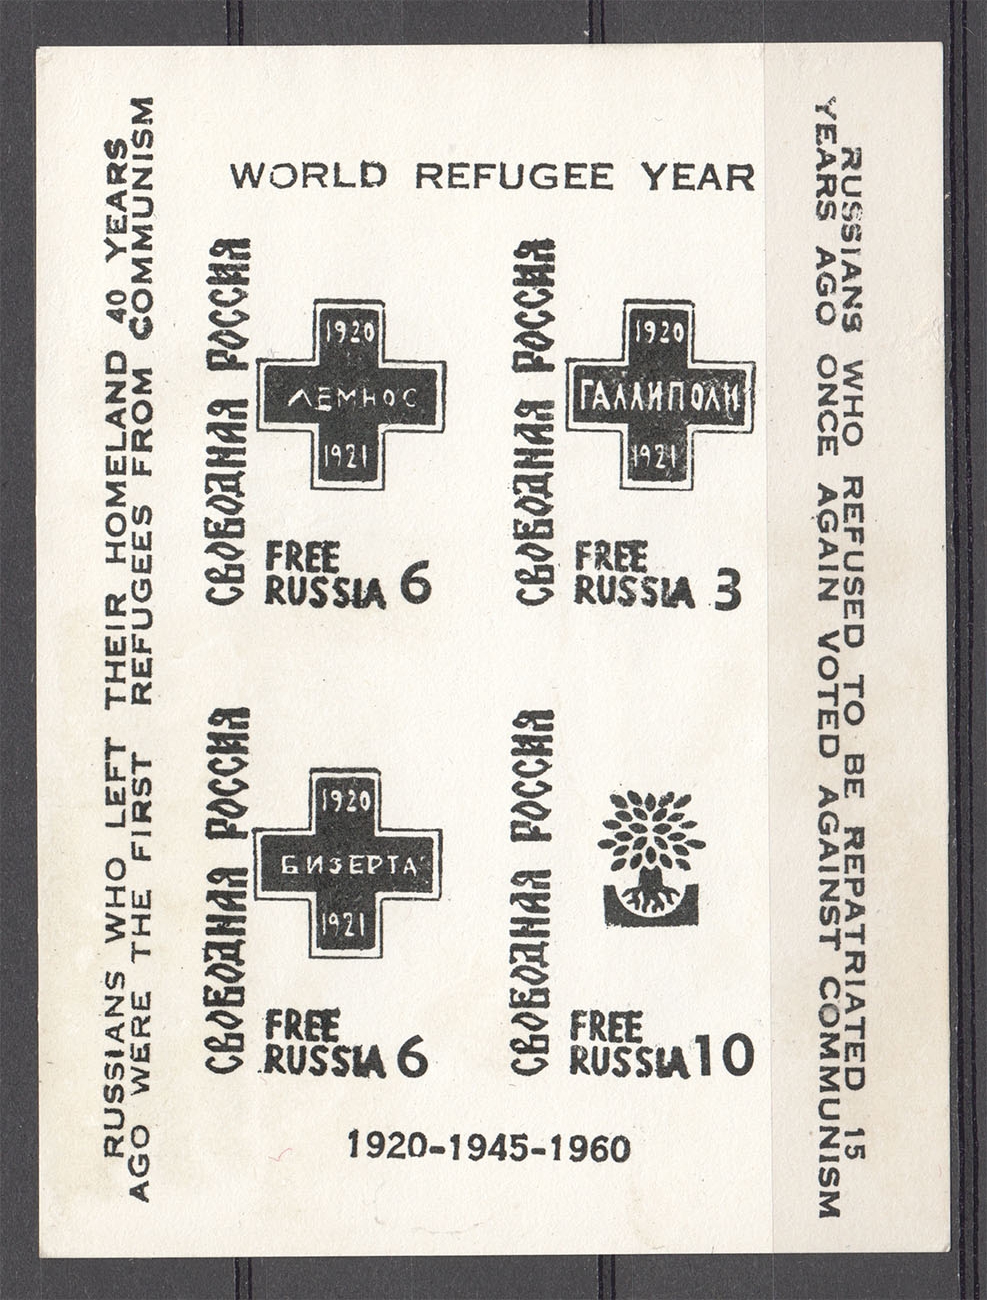 WORLD REFUGEE YEAR
RUSSIANS WHO LEFT THEIR HOMELAND 40 YEARS
AGO WERE THE FIRST REFUGEES FROM COMMUNISM
СВОБОДНАЯ РОССИЯ
1920
ЛЕМНОС
1921
FREE
RUSSIA 6
СВОБОДНАЯ РОССИЯ
1920
ГАЛЛИПОЛИ
1921
FREE
RUSSIA 3
СВОБОДНАЯ РОССИЯ
1920
БИЗЕРТА
1921
FREE
RUSSIA 6
СВОБОДНАЯ РОССИЯ
FREE
RUSSIA 10
1920-1945-1960
RUSSIANS WHO REFUSED TO BE REPATRIATED 15
YEARS AGO ONCE AGAIN VOTED AGAINST COMMUNISM